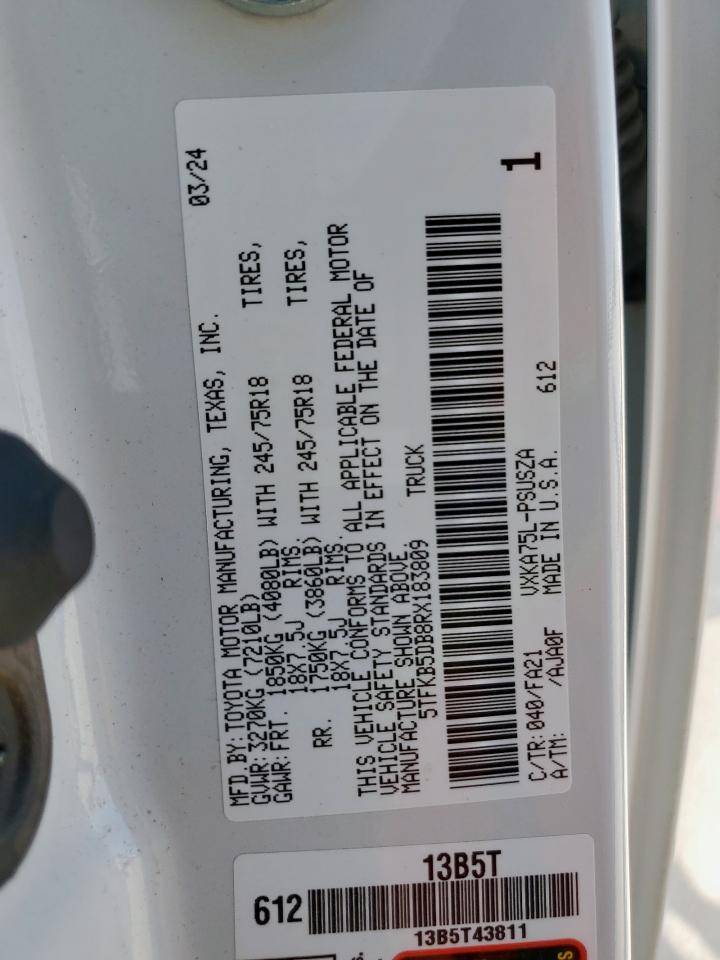 MFD.BY:TOYOTA MOTOR MANUFACTURING, TEXAS, INC. 03/24
GVWR:3270KG (7210LB)
GAWR:FRT. 1850KG (4080LB) WITH 245/75R18 TIRES,
18X7.5J RIMS
RR. 1750KG (3860LB) WITH 245/75R18 TIRES,
18X7.5J RIMS.
THIS VEHICLE CONFORMS TO ALL APPLICABLE FEDERAL MOTOR
VEHICLE SAFETY STANDARDS IN EFFECT ON THE DATE OF
MANUFACTURE SHOWN ABOVE.
5TFKB5DB8RX183809 TRUCK
1
C/TR:040/FA21 VXKA75L-PSUSZA 612
A/TM: /AJA0F MADE IN U.S.A.
13B5T
612
13B5T43811